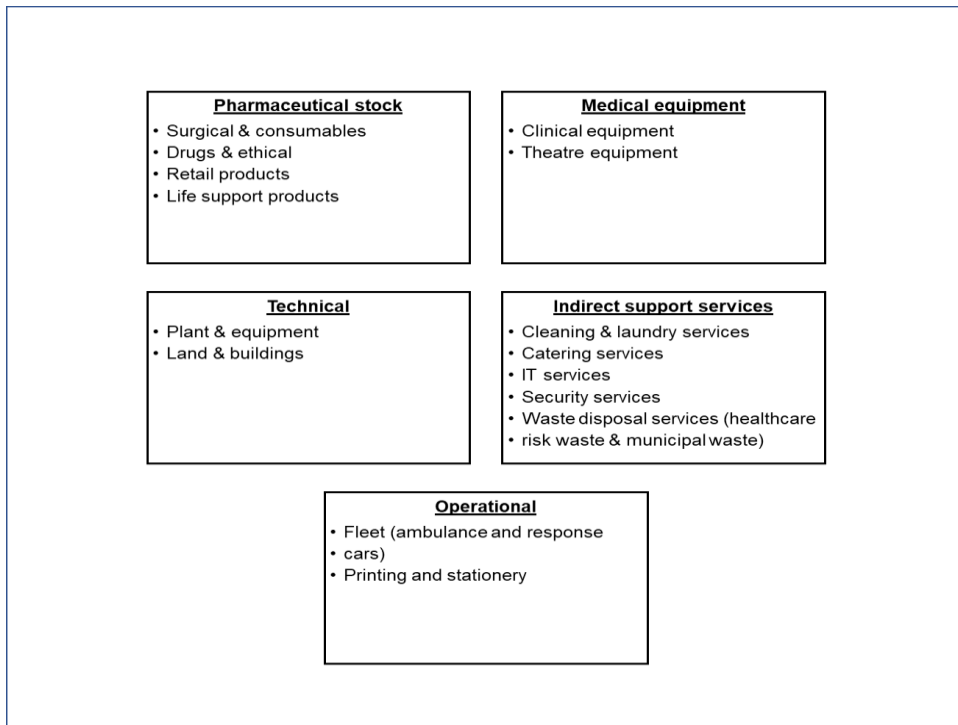 Pharmaceutical stock
• Surgical & consumables
• Drugs & ethical
• Retail products
• Life support products
Medical equipment
• Clinical equipment
• Theatre equipment
Technical
• Plant & equipment
• Land & buildings
Indirect support services
• Cleaning & laundry services
• Catering services
• IT services
• Security services
• Waste disposal services (healthcare
• risk waste & municipal waste)
Operational
• Fleet (ambulance and response
• cars)
• Printing and stationery